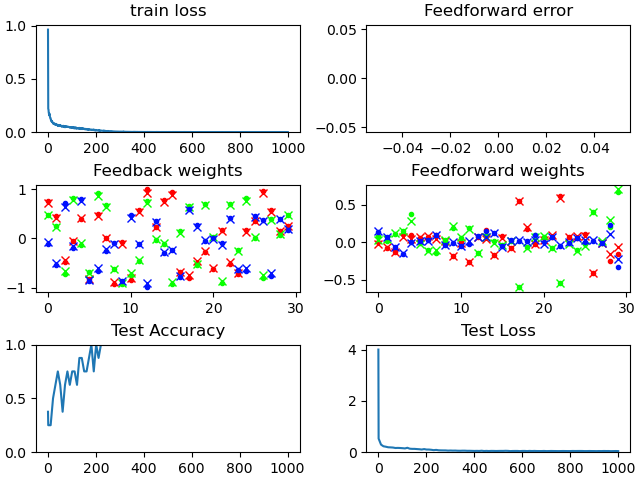 train loss
1.0
0.5
0.0
0 200 400 600 800 1000
Feedforward error
0.05
0.00
−0.05
−0.04 −0.02 0.00 0.02 0.04
Feedback weights
1
0
−1
0 10 20 30
Feedforward weights
0.5
0.0
−0.5
0 10 20 30
Test Accuracy
1.0
0.5
0.0
0 200 400 600 800 1000
Test Loss
4
2
0
0 200 400 600 800 1000